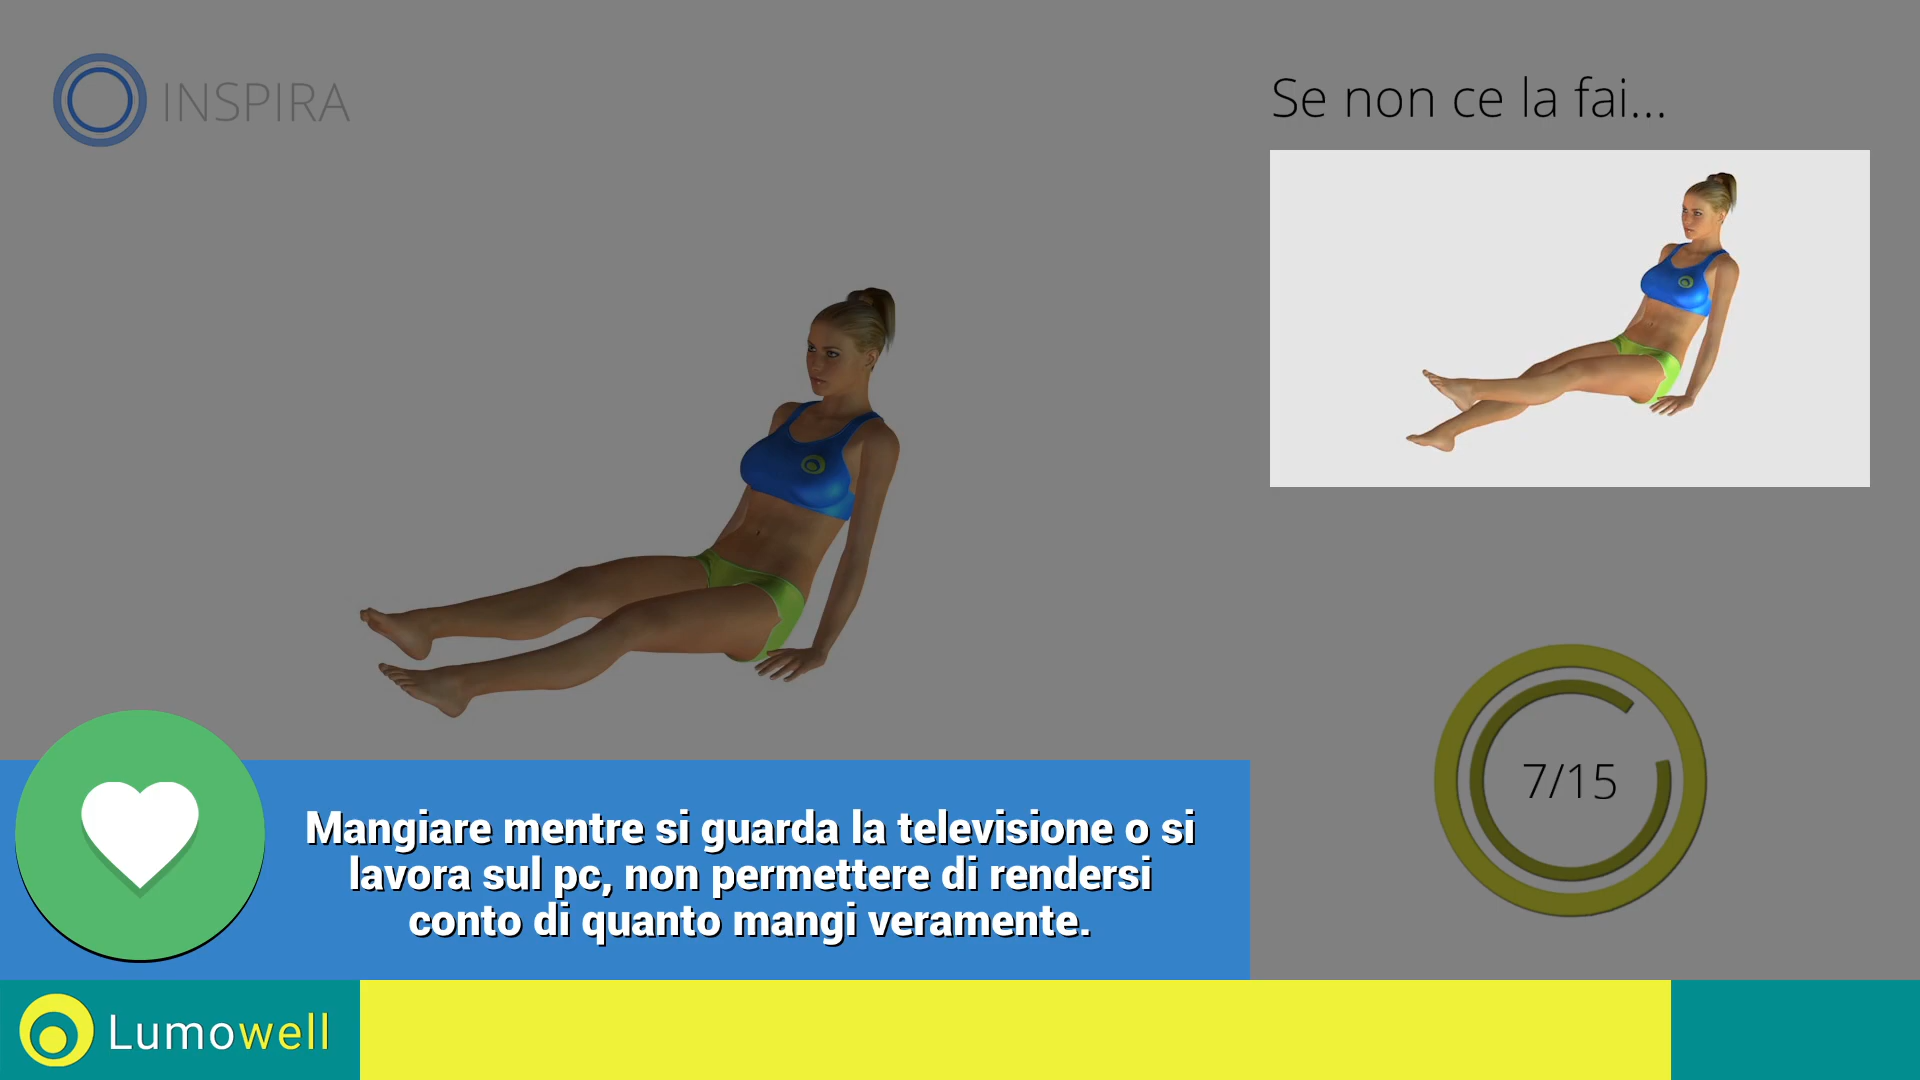 INSPIRA
Se non ce la fai...
7/15
Mangiare mentre si guarda la televisione o si
lavora sul pc, non permettere di rendersi
conto di quanto mangi veramente.
Lumowell